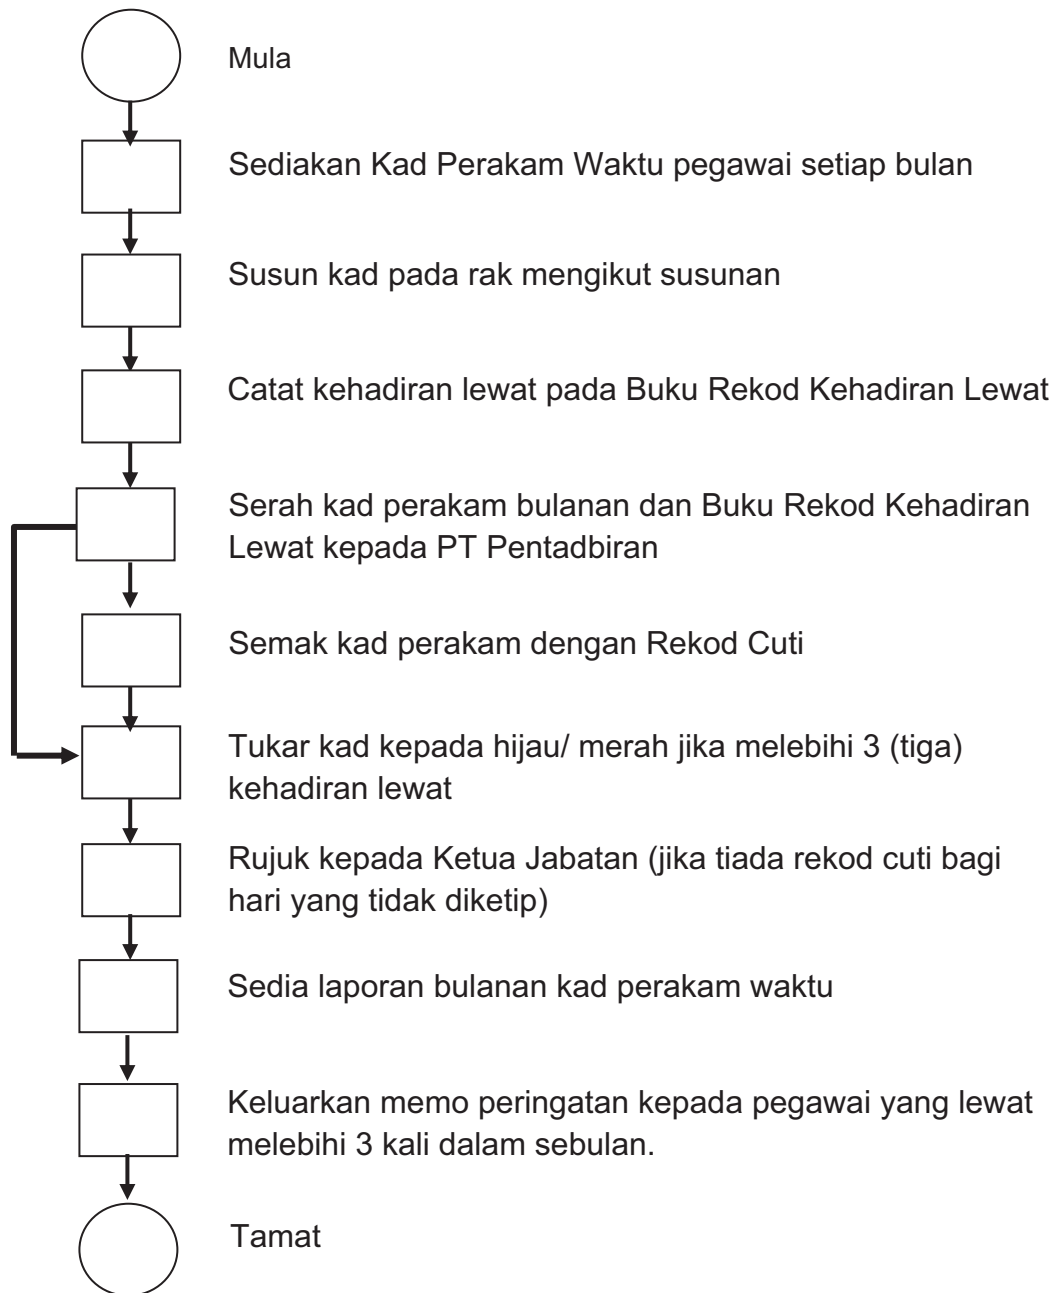 Mula
Sediakan Kad Perakam Waktu pegawai setiap bulan
Susun kad pada rak mengikut susunan
Catat kehadiran lewat pada Buku Rekod Kehadiran Lewat
Serah kad perakam bulanan dan Buku Rekod Kehadiran
Lewat kepada PT Pentadbiran
Semak kad perakam dengan Rekod Cuti
Tukar kad kepada hijau/ merah jika melebihi 3 (tiga)
kehadiran lewat
Rujuk kepada Ketua Jabatan (jika tiada rekod cuti bagi
hari yang tidak diketip)
Sedia laporan bulanan kad perakam waktu
Keluarkan memo peringatan kepada pegawai yang lewat
melebihi 3 kali dalam sebulan.
Tamat